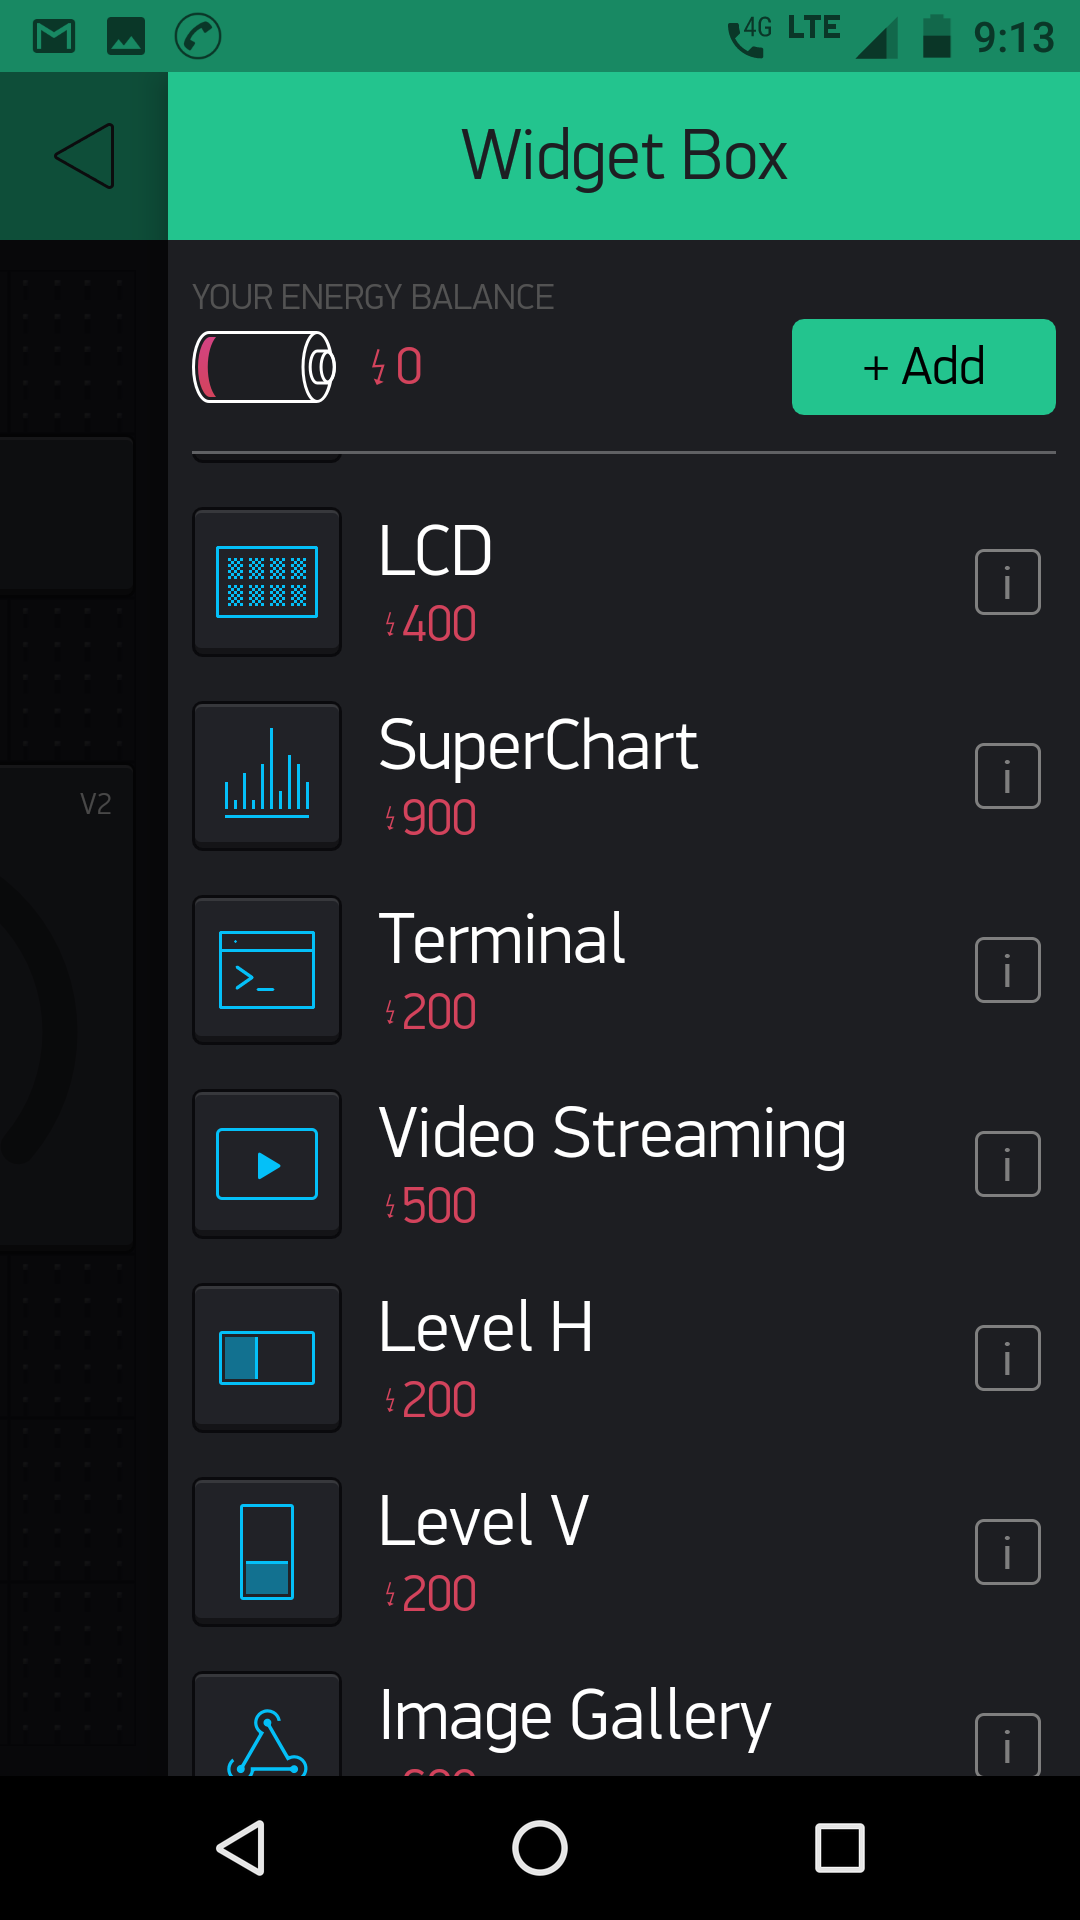 4G LTE 9:13
Widget Box
YOUR ENERGY BALANCE
0
+ Add
LCD
400
i
SuperChart
900
i
V2
Terminal
200
i
>_
Video Streaming
500
i
Level H
200
i
Level V
200
i
Image Gallery
i